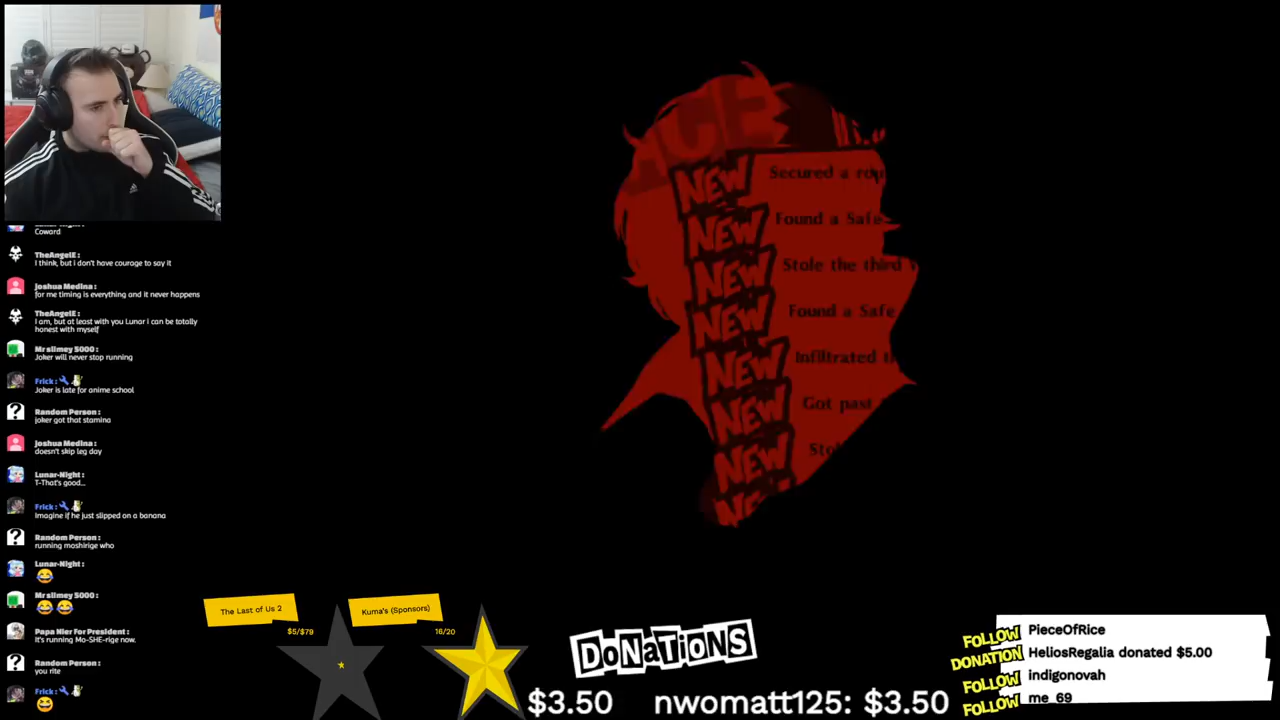 Coward
TheAngelE :
I think, but i don't have courage to say it
Joshua Medina :
for me timing is everything and it never happens
TheAngelE :
I am, but at least with you Lunar i can be totally
honest with myself
Mr slimey 5000 :
Joker will never stop running
Frick :
Joker is late for anime school
Random Person :
joker got that stamina
Joshua Medina :
doesn't skip leg day
Lunar-Night :
T-That's good...
Frick :
Imagine if he just slipped on a banana
Random Person :
running moshirige who
Lunar-Night :
😂
Mr slimey 5000 :
😂 😂
Papa Nier For President :
It's running Mo-SHE-rige now.
Random Person :
you rite
Frick :
😆
NEW Secured a
NEW Found a Safe
NEW Stole the third
NEW Found a Safe
NEW Infiltrated
NEW Got past
NEW
NEW
The Last of Us 2
$5/$79
Kuma's (Sponsors)
16/20
DoNaTioNS
$3.50 nwomatt125: $3.50
FOLLOW PieceOfRice
DONATION HeliosRegalia donated $5.00
FOLLOW indigonovah
FOLLOW me 69